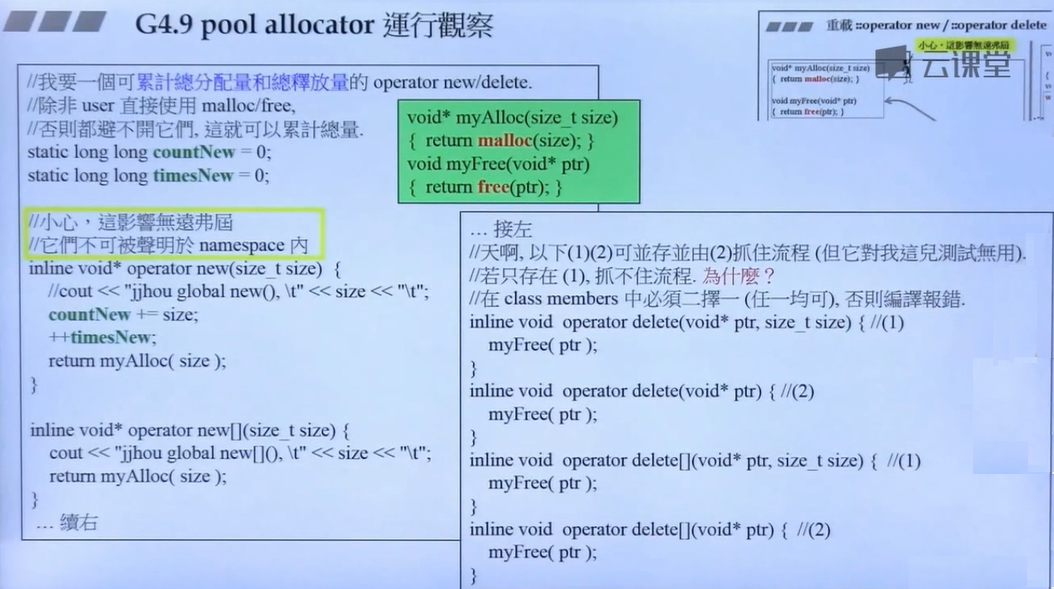 G4.9 pool allocator 運行觀察
重載 ::operator new / ::operator delete
小心，這影響無遠弗屆
云课堂
void* myAlloc(size_t size)
{ return malloc(size); }
void myFree(void* ptr)
{ return free(ptr); }
//我要一個可累計總分配量和總釋放量的 operator new/delete.
//除非 user 直接使用 malloc/free,
//否則都避不開它們, 這就可以累計總量.
static long long countNew = 0;
static long long timesNew = 0;
void* myAlloc(size_t size)
{ return malloc(size); }
void myFree(void* ptr)
{ return free(ptr); }
//小心，這影響無遠弗屆
//它們不可被聲明於 namespace 內
inline void* operator new(size_t size) {
//cout << "jjhou global new(), \t" << size << "\t";
countNew += size;
++timesNew;
return myAlloc( size );
}
inline void* operator new[](size_t size) {
cout << "jjhou global new[](), \t" << size << "\t";
return myAlloc( size );
}
… 續右
… 接左
//天啊, 以下(1)(2)可並存並由(2)抓住流程 (但它對我這兒測試無用).
//若只存在 (1), 抓不住流程. 為什麼？
//在 class members 中必須二擇一 (任一均可), 否則編譯報錯.
inline void operator delete(void* ptr, size_t size) { //(1)
myFree( ptr );
}
inline void operator delete(void* ptr) { //(2)
myFree( ptr );
}
inline void operator delete[](void* ptr, size_t size) { //(1)
myFree( ptr );
}
inline void operator delete[](void* ptr) { //(2)
myFree( ptr );
}